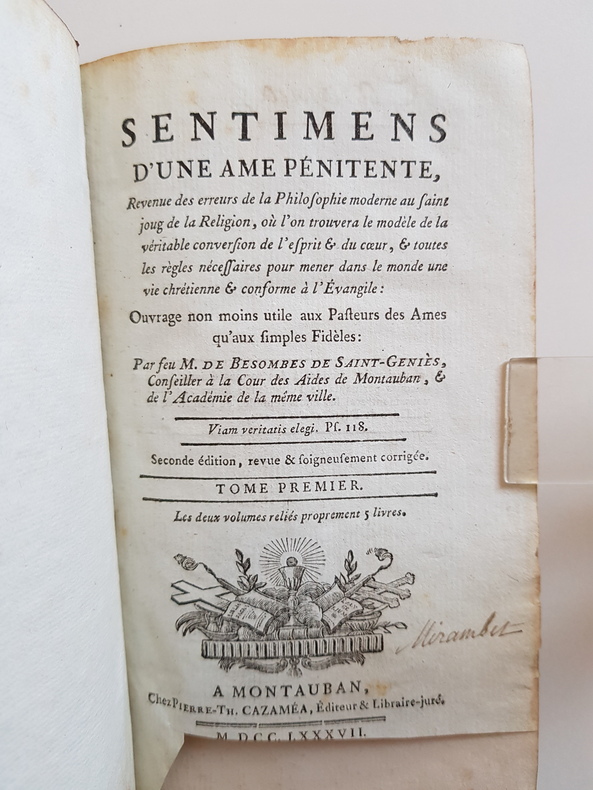 SENTIMENS
D'UNE AME PÉNITENTE,
Revenue des erreurs de la Philoſophie moderne au ſaint
joug de la Religion, où l'on trouvera le modèle de la
véritable converſion de l'eſprit & du cœur, & toutes
les règles néceſſaires pour mener dans le monde une
vie chrétienne & conforme à l'Évangile:
Ouvrage non moins utile aux Paſteurs des Ames
qu'aux ſimples Fidèles:
Par feu M. DE BESOMBES DE SAINT-GENIÈS,
Conſeiller à la Cour des Aides de Montauban, &
de l'Académie de la même ville.
Viam veritatis elegi. Pſ. 118.
Seconde édition, revue & ſoigneuſement corrigée.
TOME PREMIER.
Les deux volumes reliés proprement 5 livres.
Mirambet
A MONTAUBAN,
Chez PIERRE-TH. CAZAMÉA, Éditeur & Libraire-juré.
M. DCC. LXXXVII.